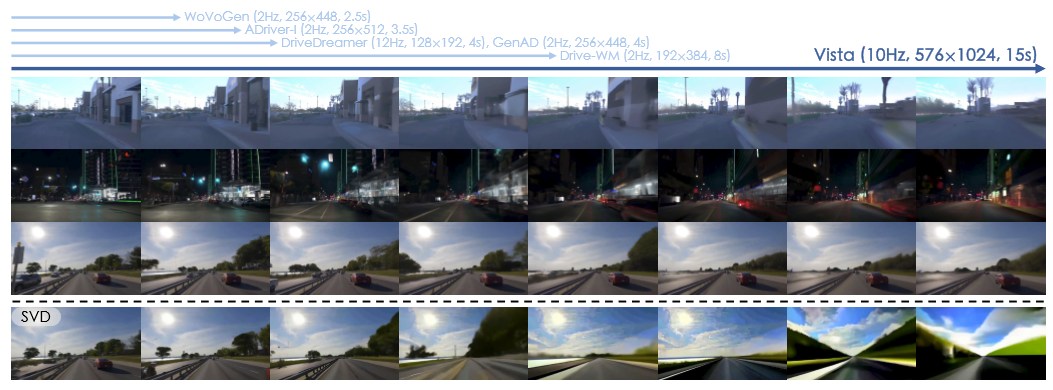 WoVoGen (2Hz, 256×448, 2.5s)
ADriver-I (2Hz, 256×512, 3.5s)
DriveDreamer (12Hz, 128×192, 4s), GenAD (2Hz, 256×448, 4s)
Drive-WM (2Hz, 192×384, 8s)
Vista (10Hz, 576×1024, 15s)
SVD